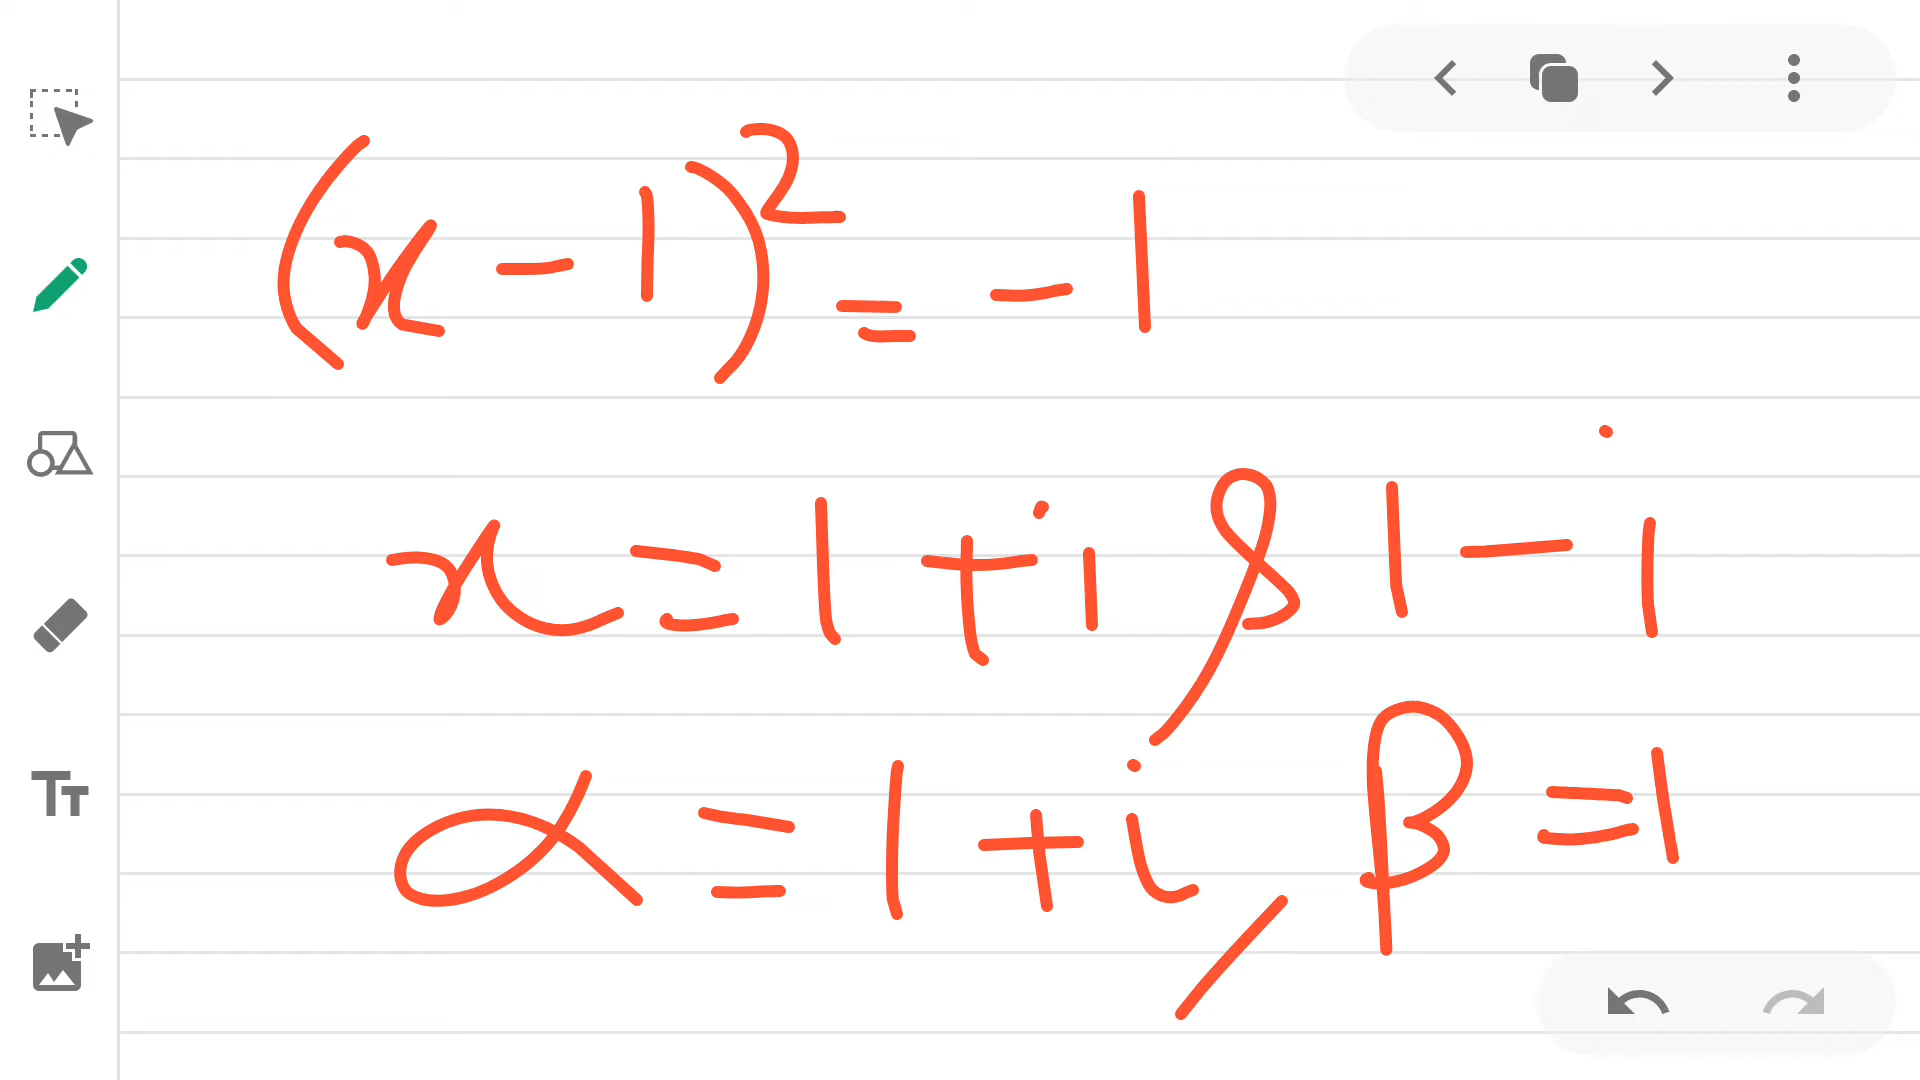 (x - 1)² = - 1
x = 1 + i & 1 - i
α = 1 + i, β = 1